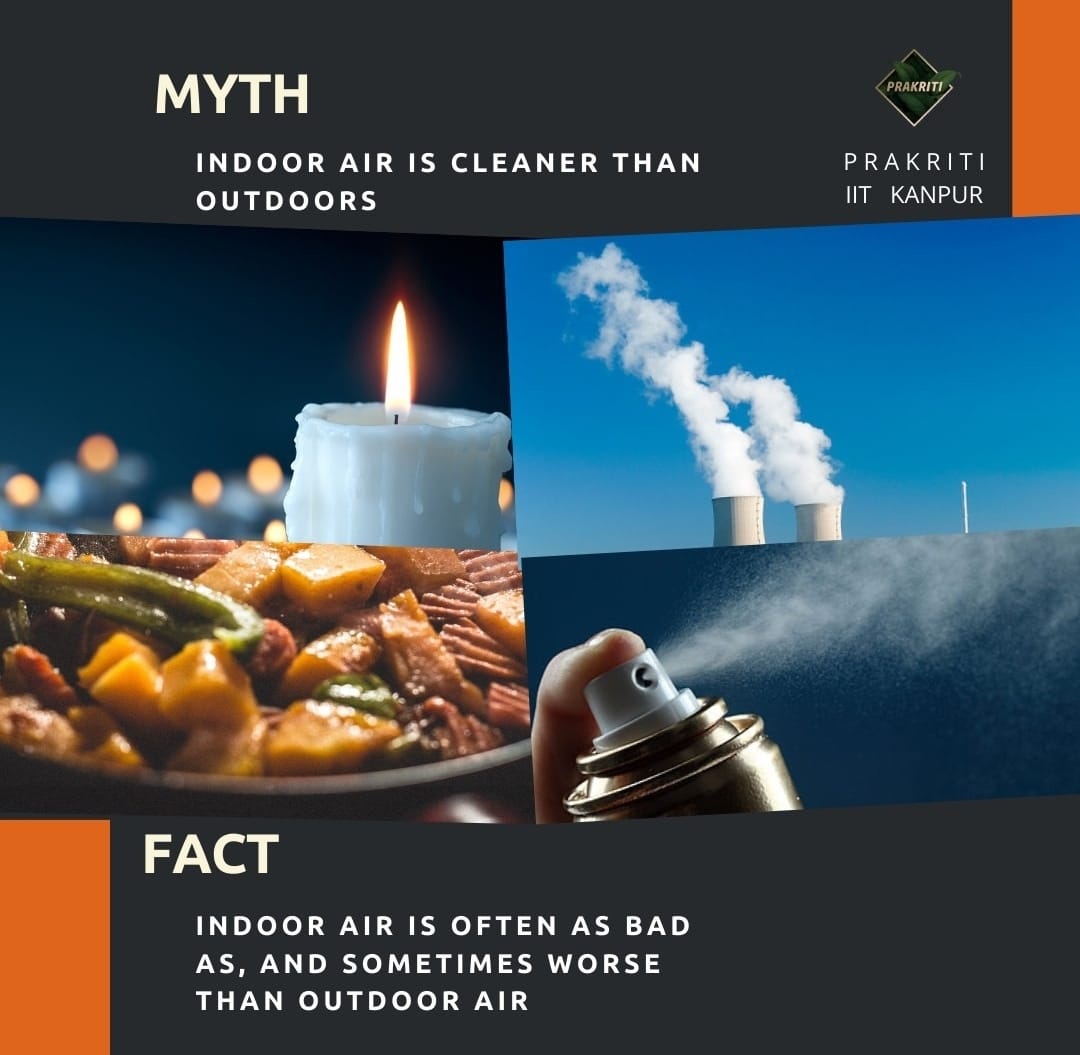 MYTH
INDOOR AIR IS CLEANER THAN
OUTDOORS
PRAKRITI
PRAKRITI
IIT KANPUR
FACT
INDOOR AIR IS OFTEN AS BAD
AS, AND SOMETIMES WORSE
THAN OUTDOOR AIR